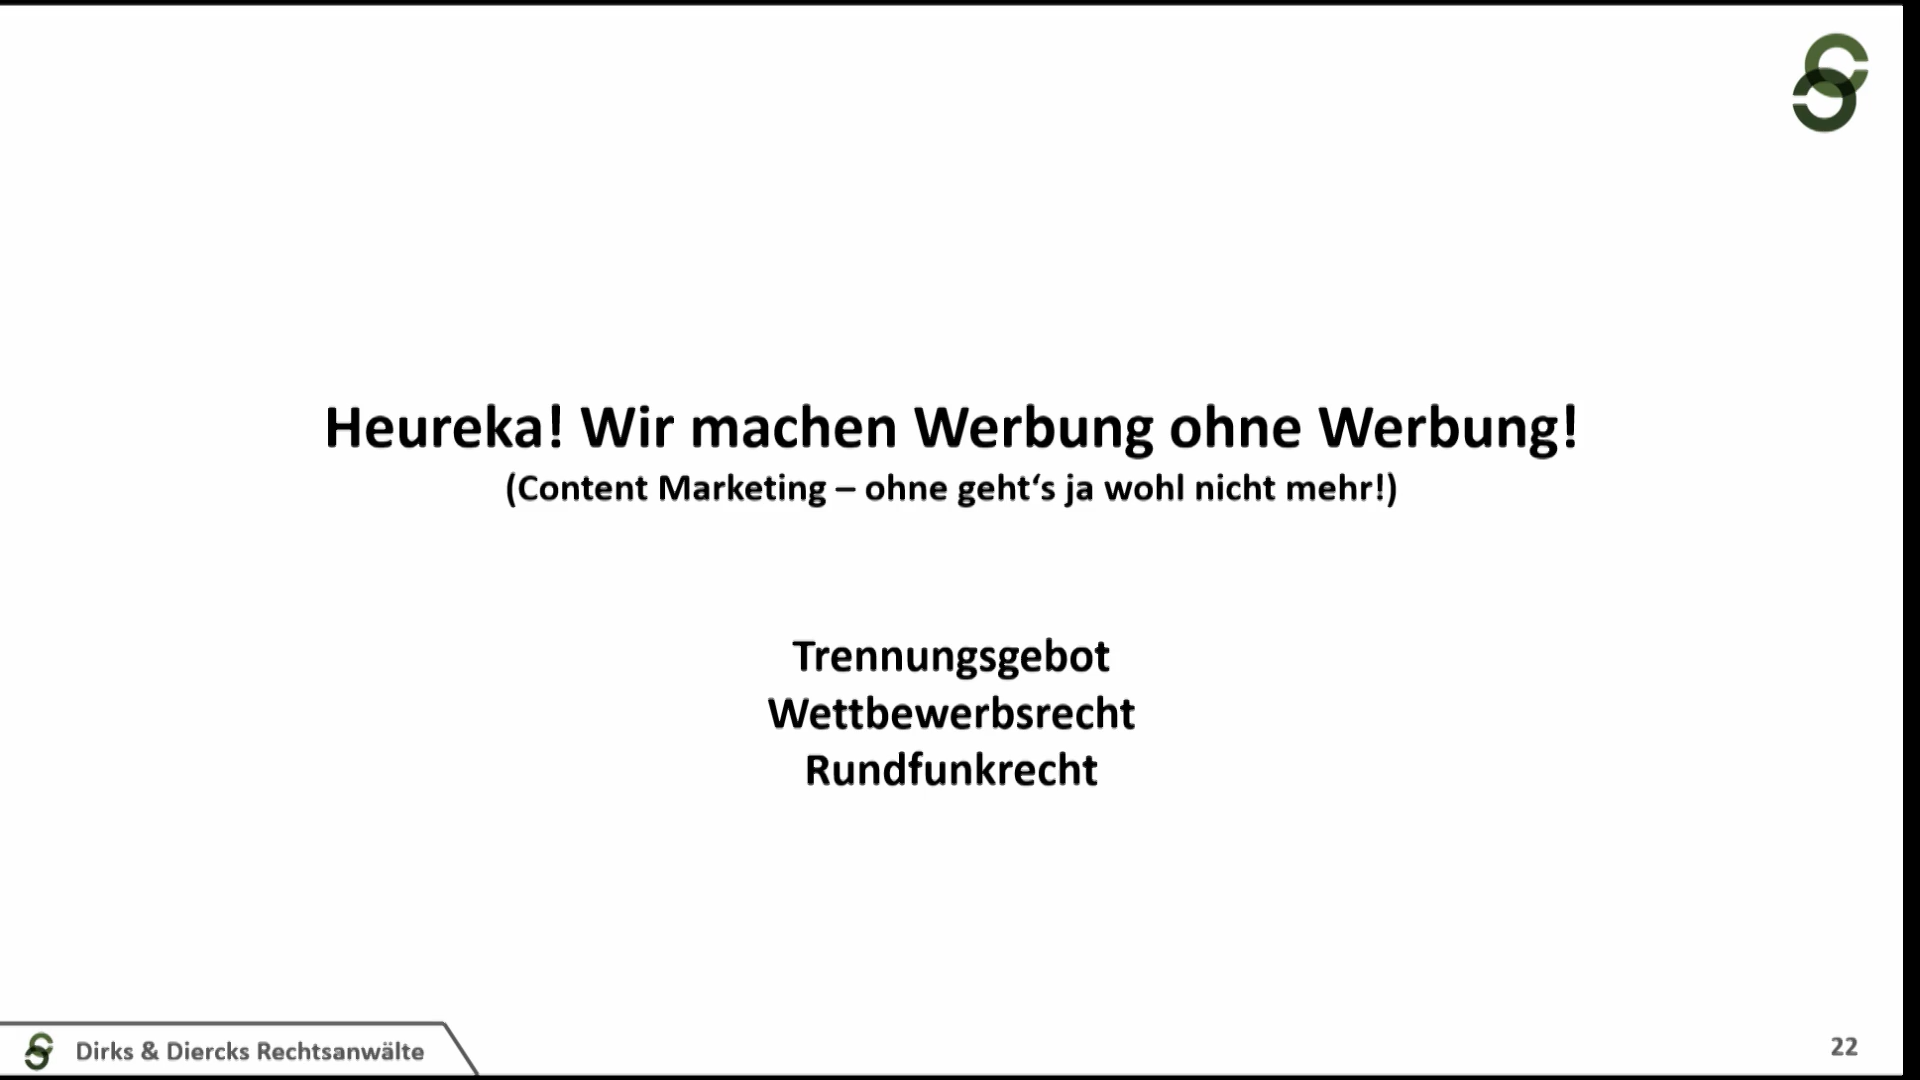 Heureka! Wir machen Werbung ohne Werbung!
(Content Marketing – ohne geht‘s ja wohl nicht mehr!)
Trennungsgebot
Wettbewerbsrecht
Rundfunkrecht
Dirks & Diercks Rechtsanwälte
22